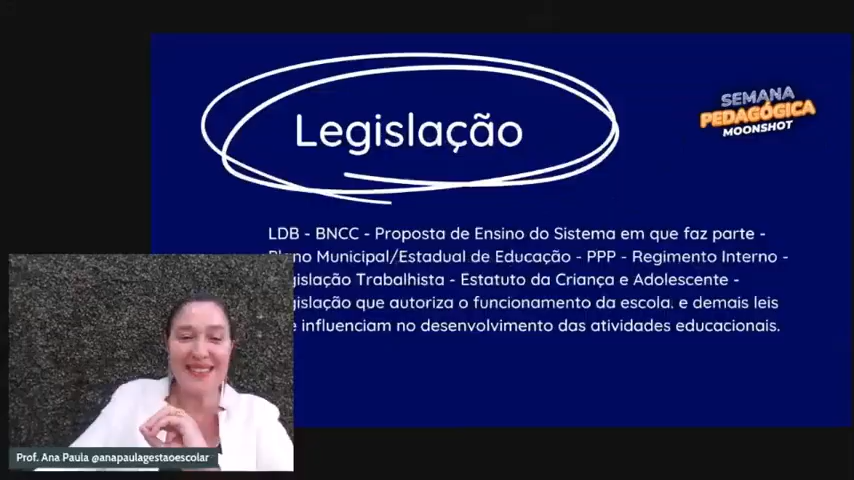 Legislação
SEMANA
PEDAGÓGICA
MOONSHOT
LDB - BNCC - Proposta de Ensino do Sistema em que faz parte -
Municipal/Estadual de Educação - PPP - Regimento Interno -
Trabalhista - Estatuto da Criança e Adolescente -
que autoriza o funcionamento da escola. e demais leis
influenciam no desenvolvimento das atividades educacionais.
Prof. Ana Paula @anapaulagestaoescolar